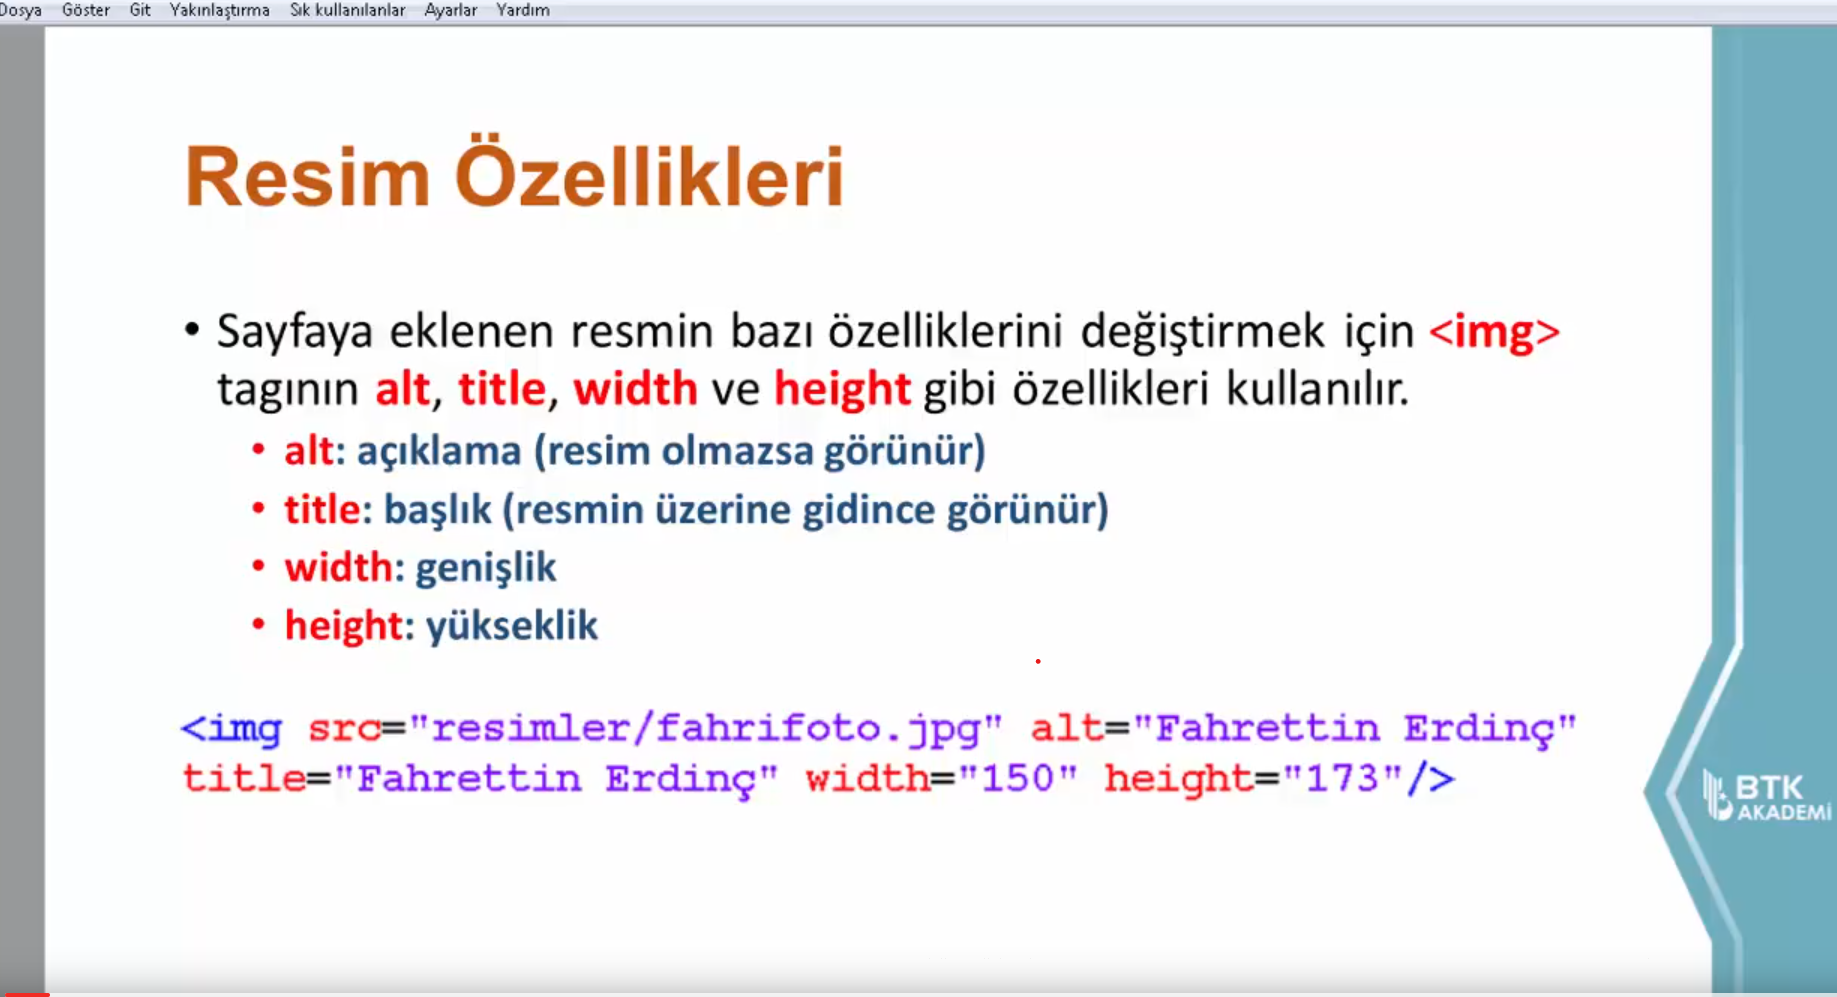 Dosya Göster Git Yakınlaştırma Sık kullanılanlar Ayarlar Yardım
Resim Özellikleri
• Sayfaya eklenen resmin bazı özelliklerini değiştirmek için <img>
tagının alt, title, width ve height gibi özellikleri kullanılır.
• alt: açıklama (resim olmazsa görünür)
• title: başlık (resmin üzerine gidince görünür)
• width: genişlik
• height: yükseklik
<img src="resimler/fahrifoto.jpg" alt="Fahrettin Erdinç"
title="Fahrettin Erdinç" width="150" height="173"/>
BTK
AKADEMİ